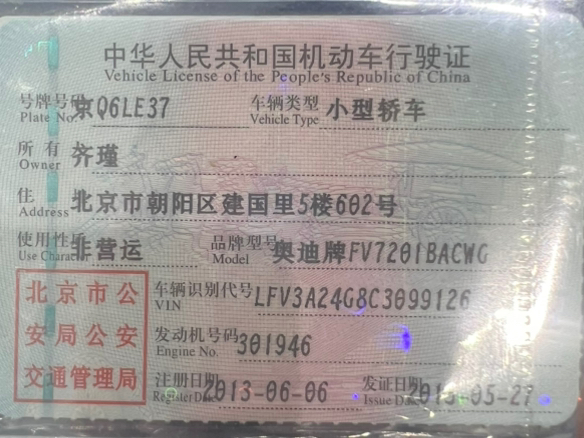 中华人民共和国机动车行驶证
Vehicle License of the People's Republic of China
号牌号码 京Q6LE37 车辆类型 小型轿车
Plate No. Vehicle Type
所有 齐瑾
Owner
住 北京市朝阳区建国里5楼602号
Address
使用性质 非营运 品牌型号 奥迪牌FV7201BACWG
Use Character Model
北京市公安局公安交通管理局
车辆识别代号 LFV3A24G8C3099126
VIN
发动机号码 301946
Engine No.
注册日期 2013-06-06 发证日期 05-27
Register Date Issue Date